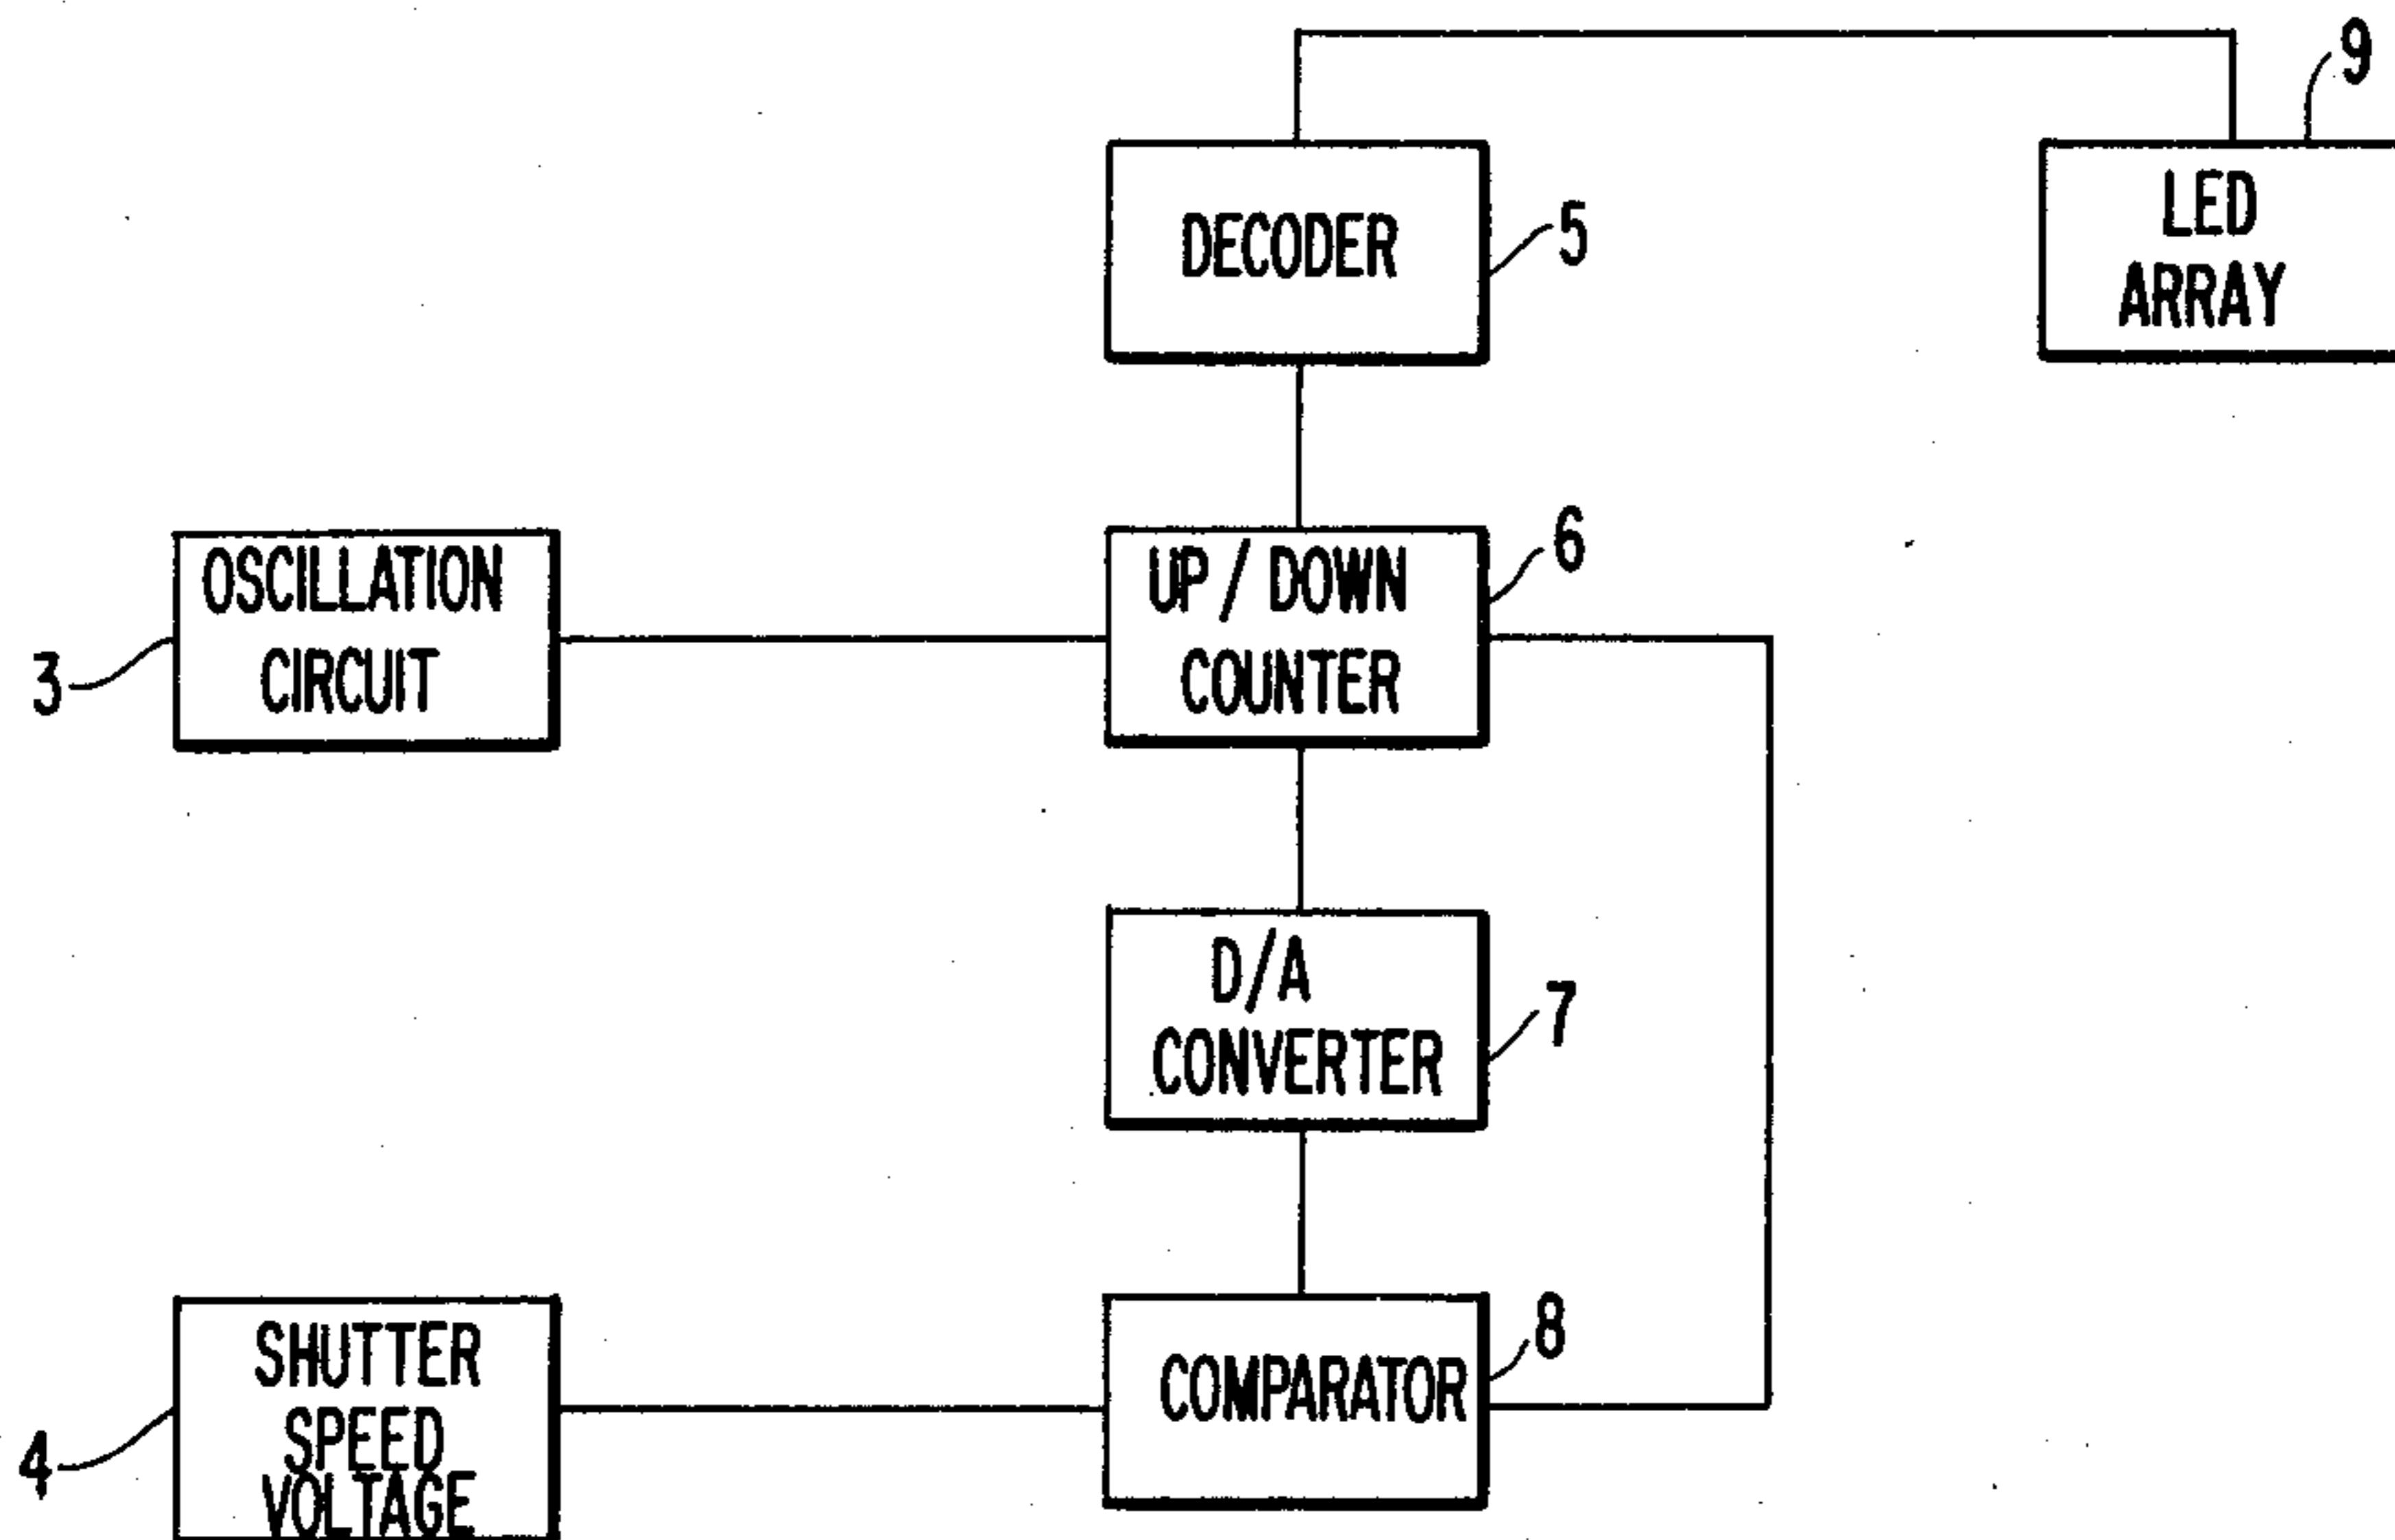 9
LED
ARRAY
DECODER
5
6
OSCILLATION
CIRCUIT
3
UP / DOWN
COUNTER
D/A
CONVERTER
7
8
SHUTTER
SPEED
VOLTAGE
4
COMPARATOR